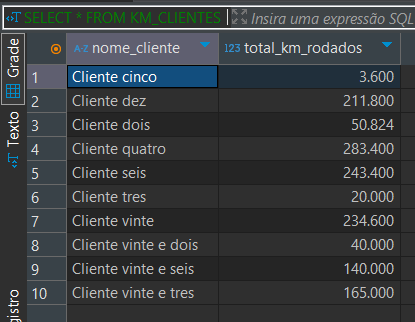 SELECT * FROM KM_CLIENTES Insira uma expressão SQL
Grade
Texto
gistro
A-Z nome_cliente 123 total_km_rodados
1 Cliente cinco 3.600
2 Cliente dez 211.800
3 Cliente dois 50.824
4 Cliente quatro 283.400
5 Cliente seis 243.400
6 Cliente tres 20.000
7 Cliente vinte 234.600
8 Cliente vinte e dois 40.000
9 Cliente vinte e seis 140.000
10 Cliente vinte e tres 165.000